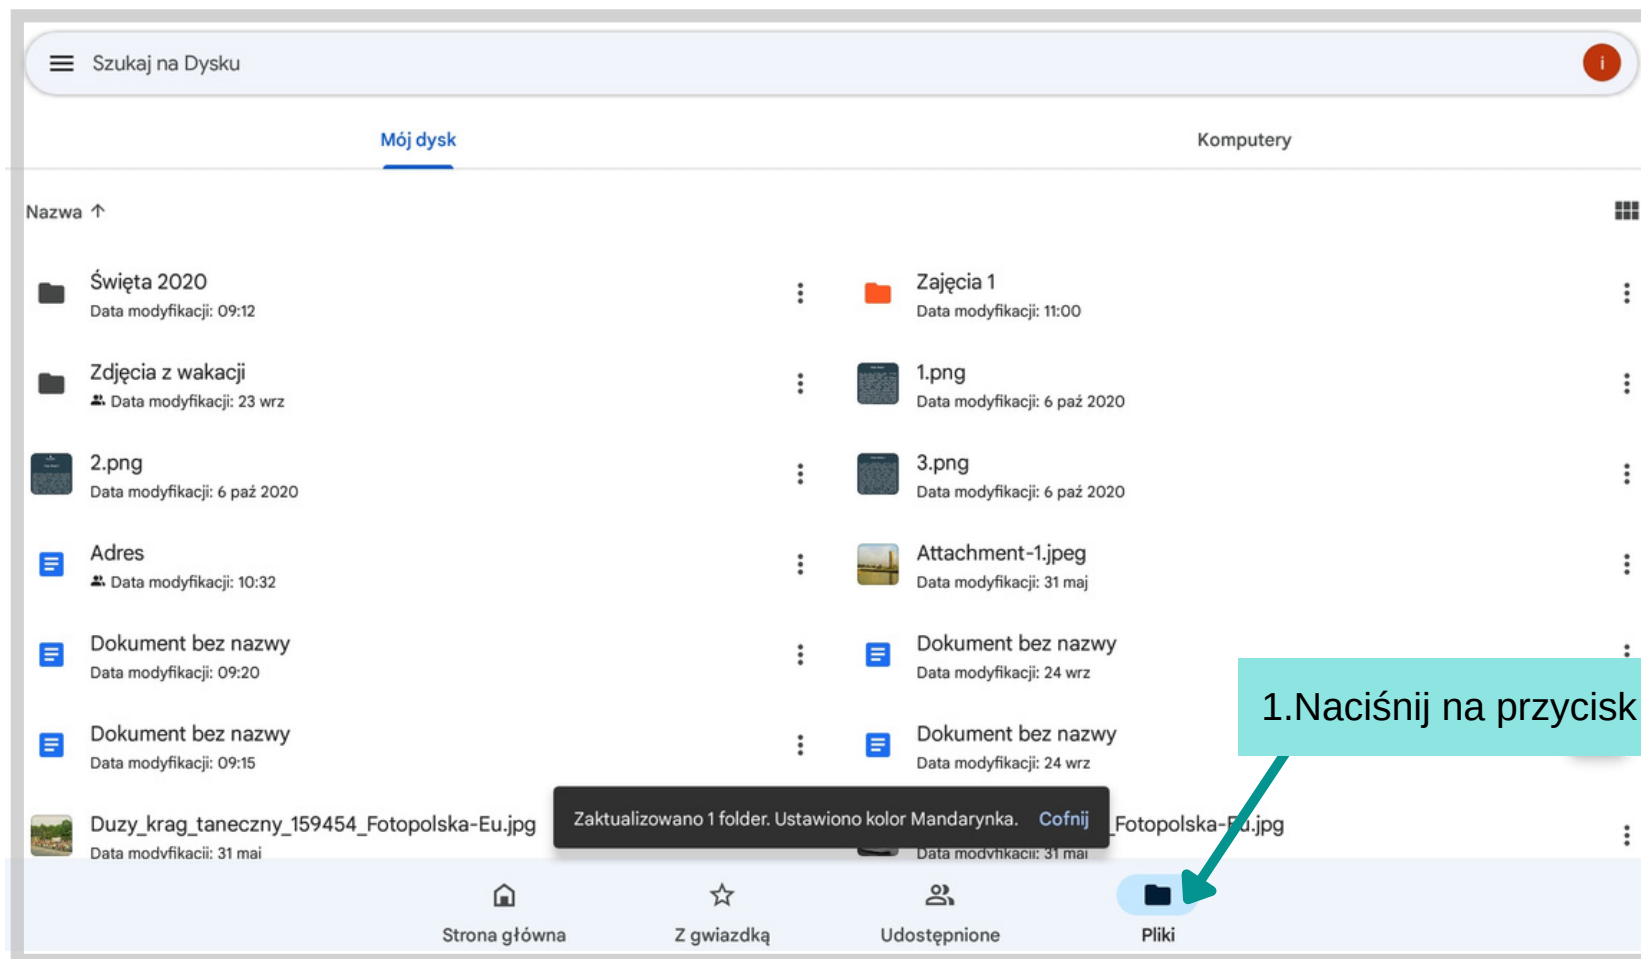 Szukaj na Dysku
i
Mój dysk
Komputery
Nazwa
Święta 2020
Data modyfikacji: 09:12
Zajęcia 1
Data modyfikacji: 11:00
Zdjęcia z wakacji
Data modyfikacji: 23 wrz
1.png
Data modyfikacji: 6 paź 2020
2.png
Data modyfikacji: 6 paź 2020
3.png
Data modyfikacji: 6 paź 2020
Adres
Data modyfikacji: 10:32
Attachment-1.jpeg
Data modyfikacji: 31 maj
Dokument bez nazwy
Data modyfikacji: 09:20
Dokument bez nazwy
Data modyfikacji: 24 wrz
1.Naciśnij na przycisk
Dokument bez nazwy
Data modyfikacji: 09:15
Dokument bez nazwy
Data modyfikacji: 24 wrz
Duzy_krag_taneczny_159454_Fotopolska-Eu.jpg
Data modyfikacji: 31 maj
Zaktualizowano 1 folder. Ustawiono kolor Mandarynka. Cofnij
_Fotopolska-Eu.jpg
Data modyfikacji: 31 maj
Strona główna
Z gwiazdką
Udostępnione
Pliki